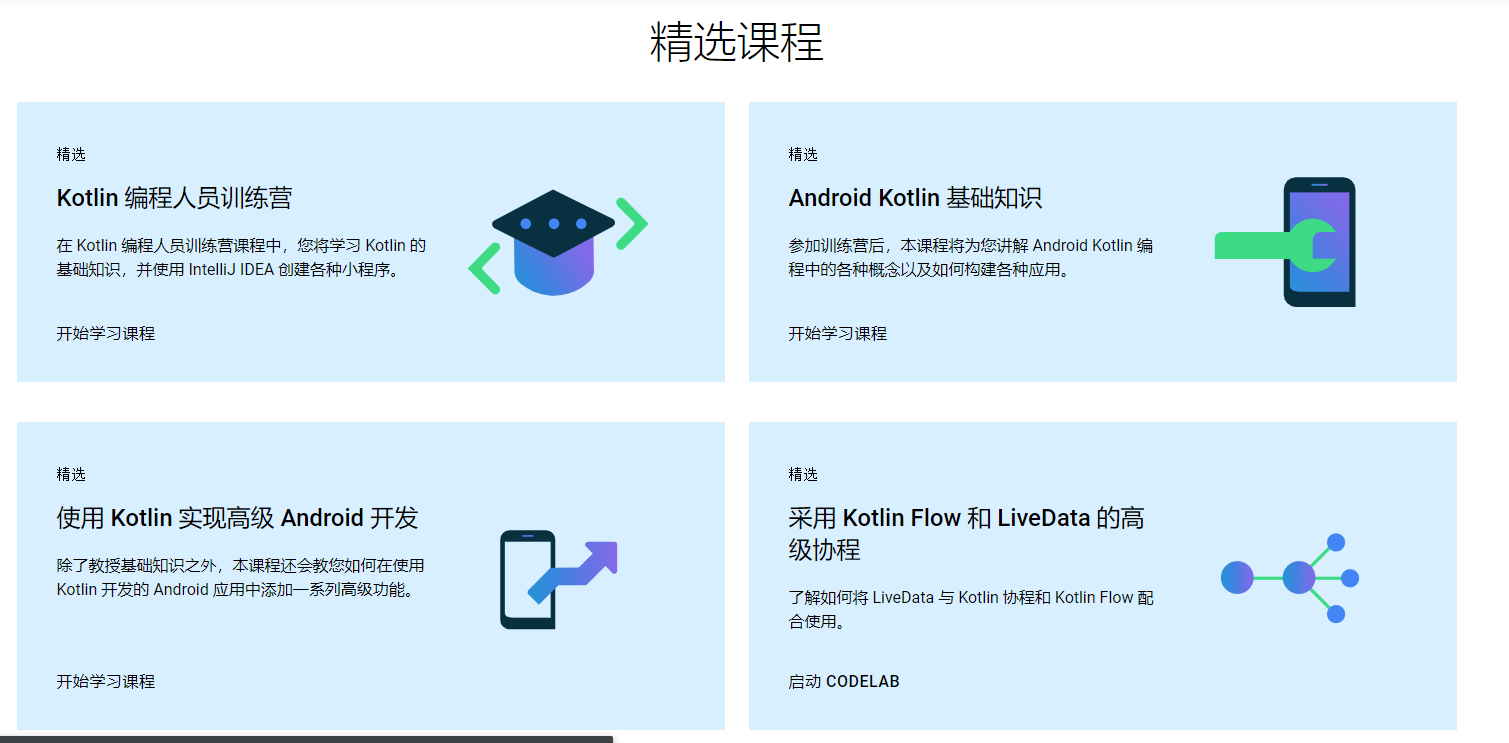 精选课程
精选
Kotlin 编程人员训练营
在 Kotlin 编程人员训练营课程中，您将学习 Kotlin 的
基础知识，并使用 IntelliJ IDEA 创建各种小程序。
开始学习课程
精选
Android Kotlin 基础知识
参加训练营后，本课程将为您讲解 Android Kotlin 编
程中的各种概念以及如何构建各种应用。
开始学习课程
精选
使用 Kotlin 实现高级 Android 开发
除了教授基础知识之外，本课程还会教您如何在使用
Kotlin 开发的 Android 应用中添加一系列高级功能。
开始学习课程
精选
采用 Kotlin Flow 和 LiveData 的高
级协程
了解如何将 LiveData 与 Kotlin 协程和 Kotlin Flow 配
合使用。
启动 CODELAB